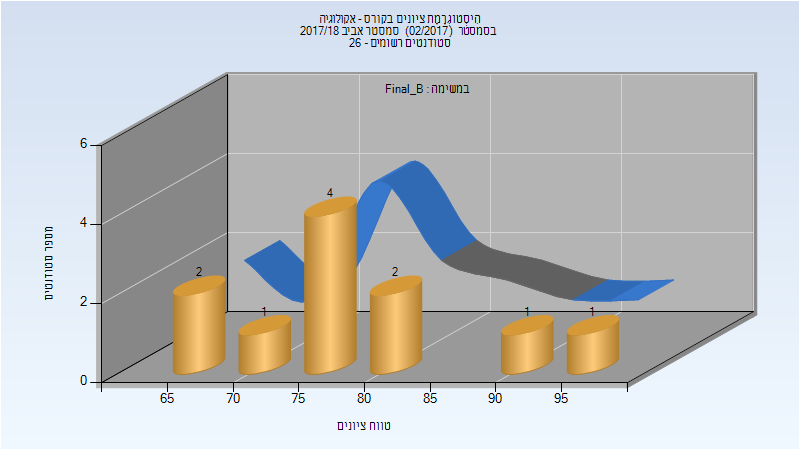 היסטוגרמת ציונים בקורס - אקולוגיה
בסמסטר (02/2017) סמסטר אביב 2017/18
סטודנטים רשומים - 26
במשימה : Final_B
6
4
2
0
מספר סטודנטים
2
1
4
2
1
1
65
70
75
80
85
90
95
טווח ציונים